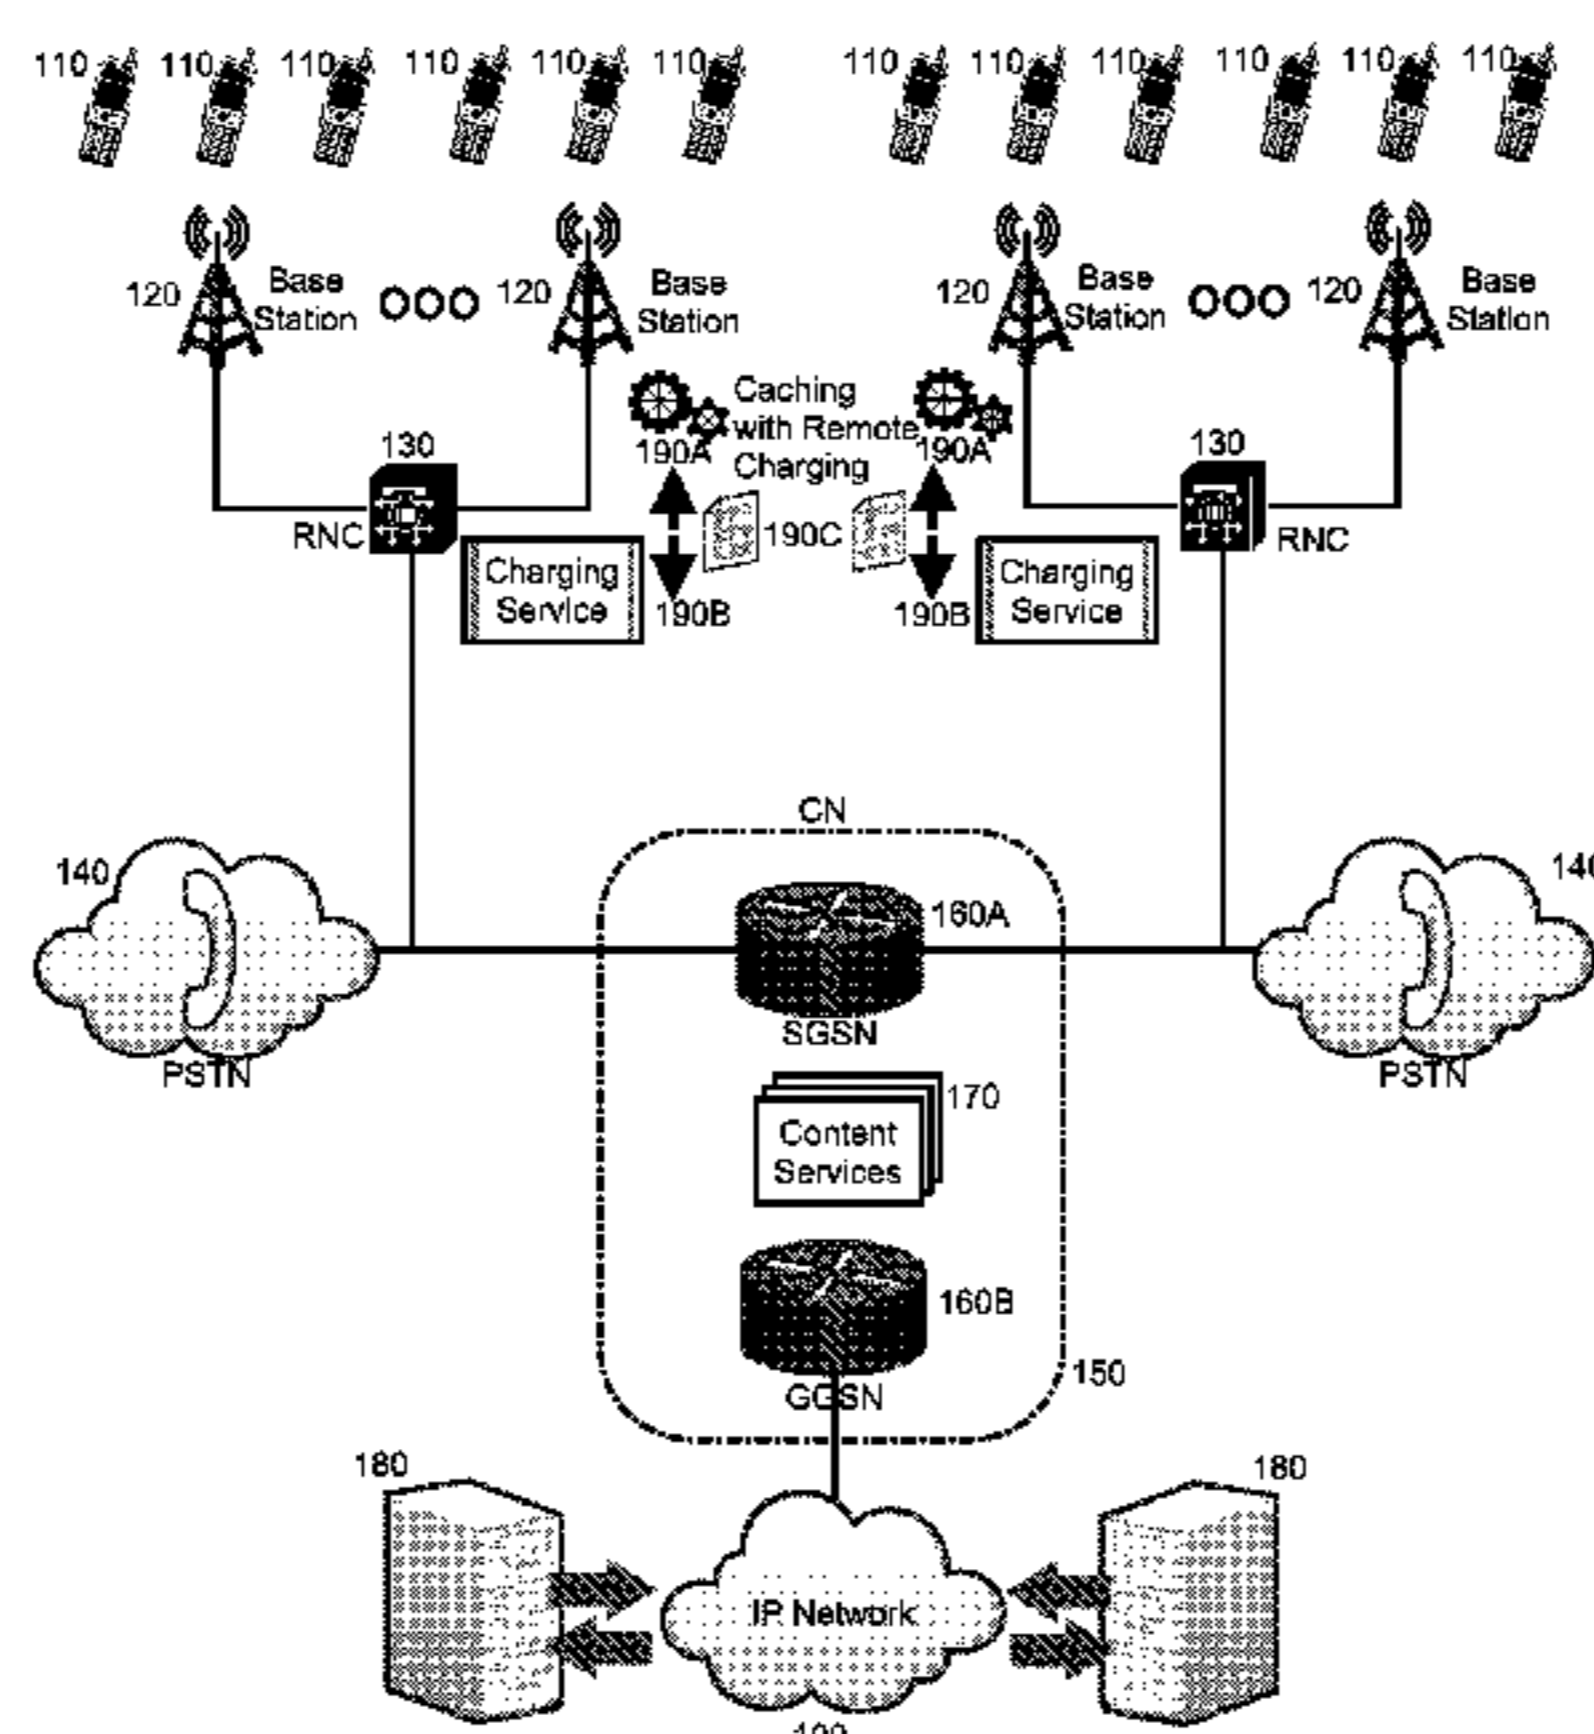 110 110 110 110 110 110 110 110 110 110 110 110
120 Base Station 120 Base Station 120 Base Station 120 Base Station
190A Caching with Remote Charging 190A
130 130
RNC 190C RNC
Charging Service 190B 190B Charging Service
CN
140 160A 140
SGSN
PSTN PSTN
170
Content
Services
160B
GGSN 150
180 180
IP Network